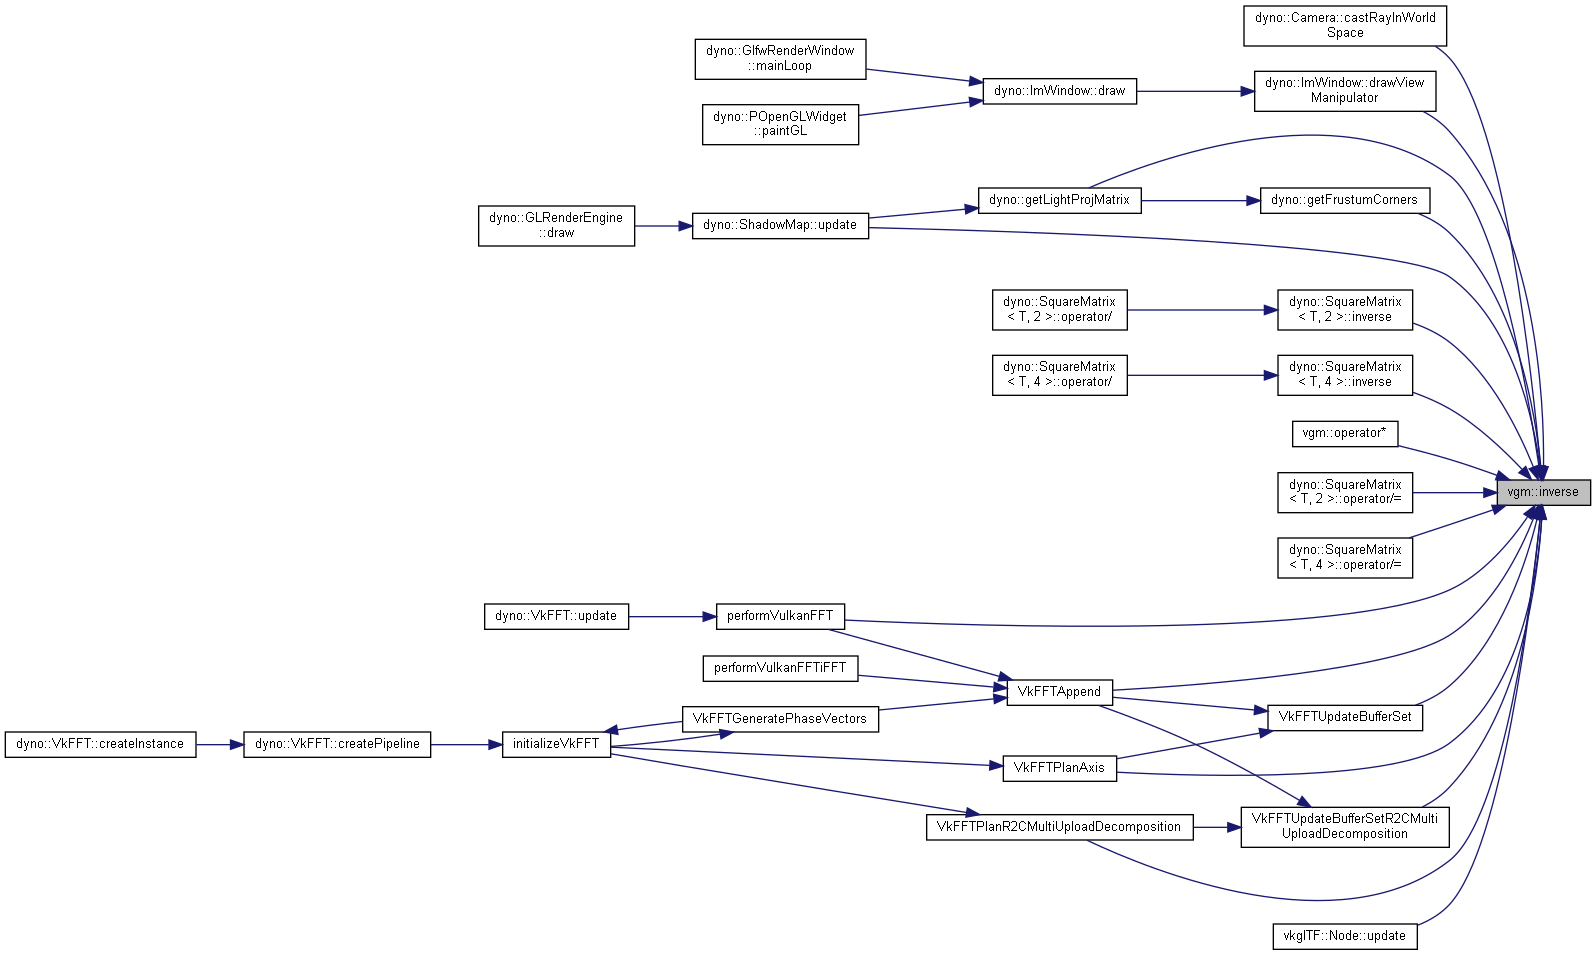 dyno::Camera::castRayInWorld
Space
dyno::GlfwRenderWindow
::mainLoop
dyno::ImWindow::draw
dyno::ImWindow::drawView
Manipulator
dyno::POpenGLWidget
::paintGL
dyno::getLightProjMatrix
dyno::getFrustumCorners
dyno::GLRenderEngine
::draw
dyno::ShadowMap::update
dyno::SquareMatrix
< T, 2 >::operator/
dyno::SquareMatrix
< T, 2 >::inverse
dyno::SquareMatrix
< T, 4 >::operator/
dyno::SquareMatrix
< T, 4 >::inverse
vgm::operator*
dyno::SquareMatrix
< T, 2 >::operator/=
vgm::inverse
dyno::SquareMatrix
< T, 4 >::operator/=
dyno::VkFFT::update
performVulkanFFT
performVulkanFFTiFFT
VkFFTAppend
VkFFTGeneratePhaseVectors
VkFFTUpdateBufferSet
dyno::VkFFT::createInstance
dyno::VkFFT::createPipeline
initializeVkFFT
VkFFTPlanAxis
VkFFTPlanR2CMultiUploadDecomposition
VkFFTUpdateBufferSetR2CMulti
UploadDecomposition
vkglTF::Node::update